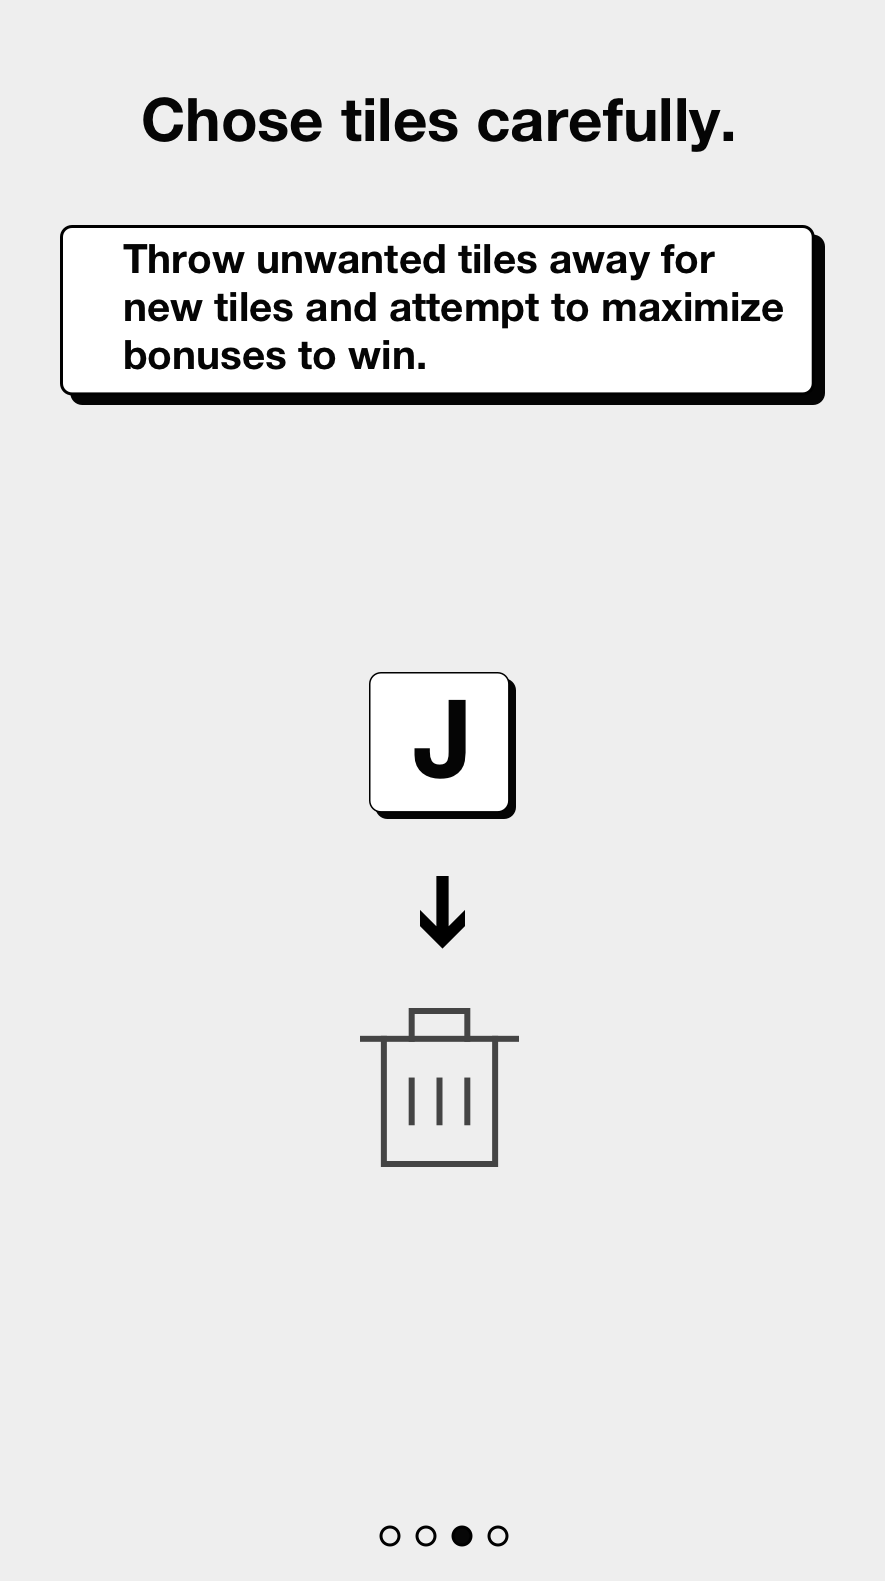 Chose tiles carefully.
Throw unwanted tiles away for
new tiles and attempt to maximize
bonuses to win.
J